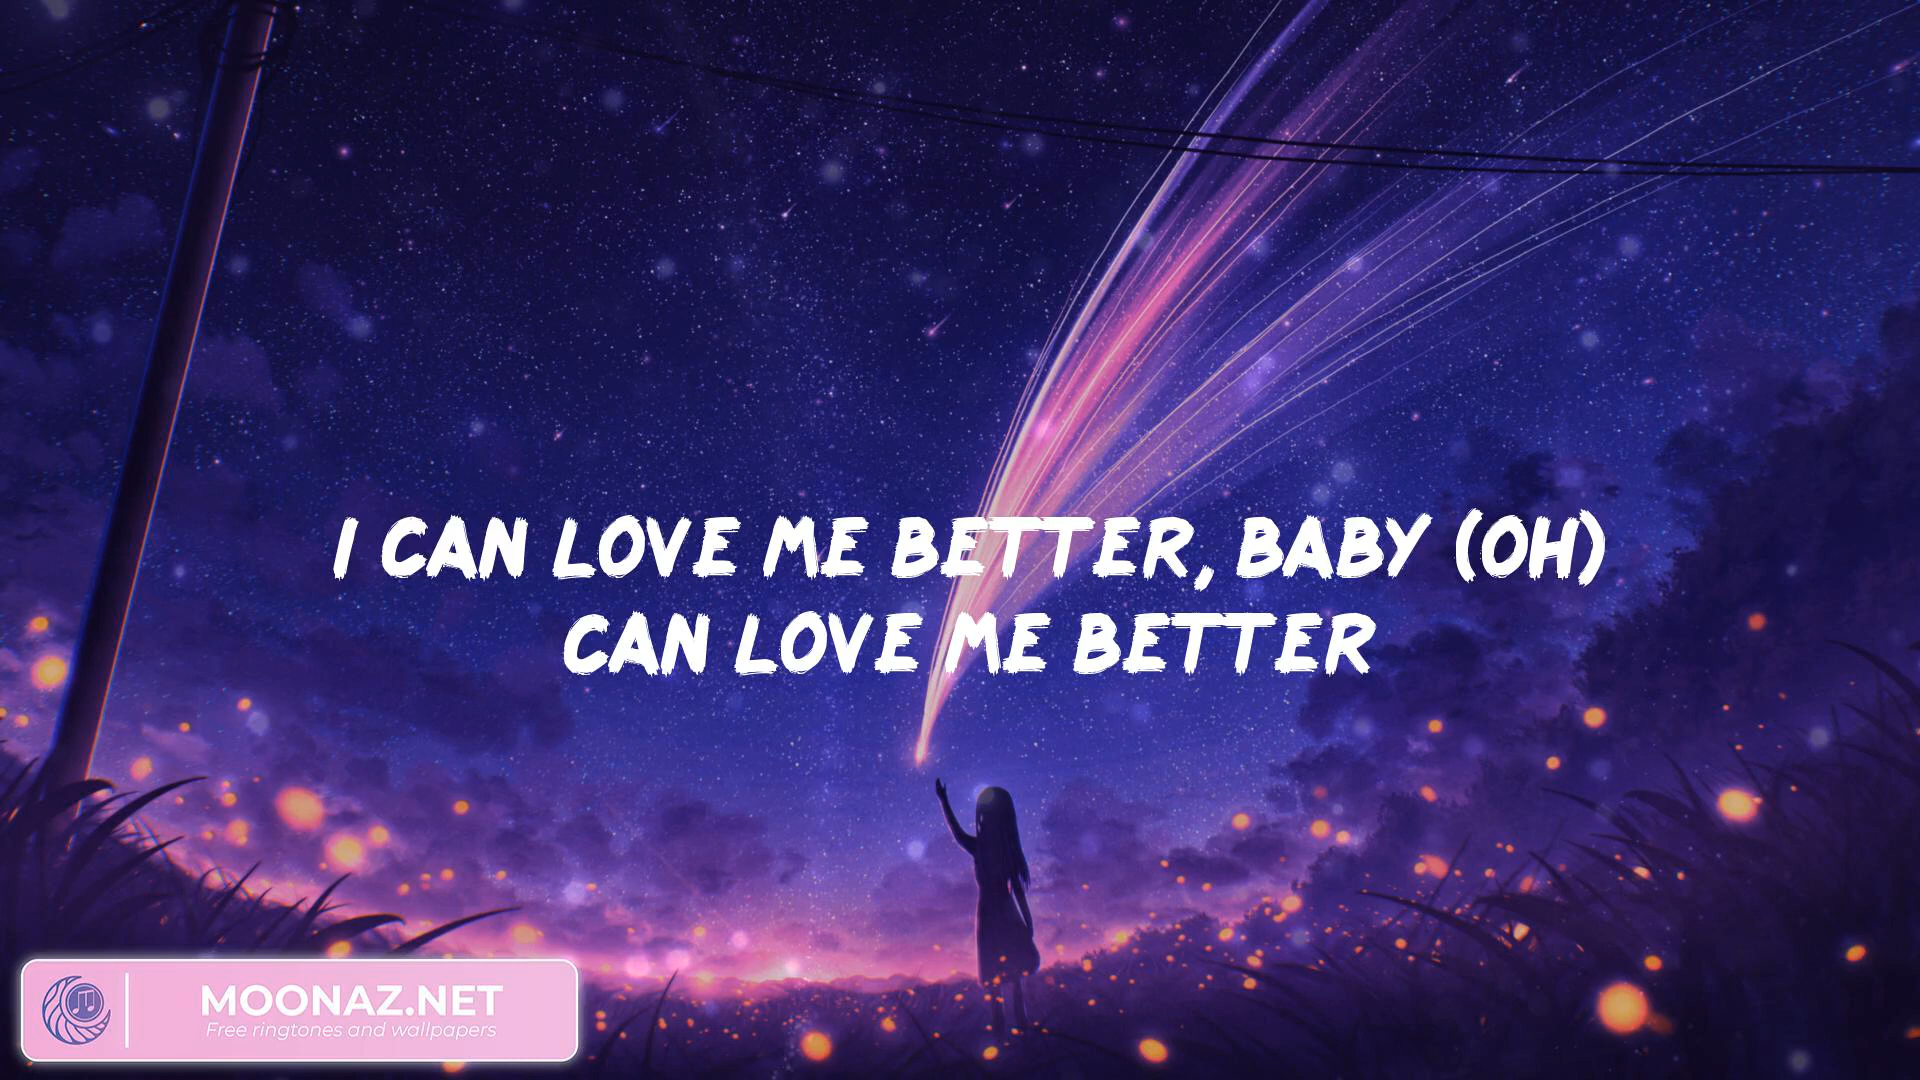 I CAN LOVE ME BETTER, BABY (OH)
CAN LOVE ME BETTER
MOONAZ.NET
Free ringtones and wallpapers